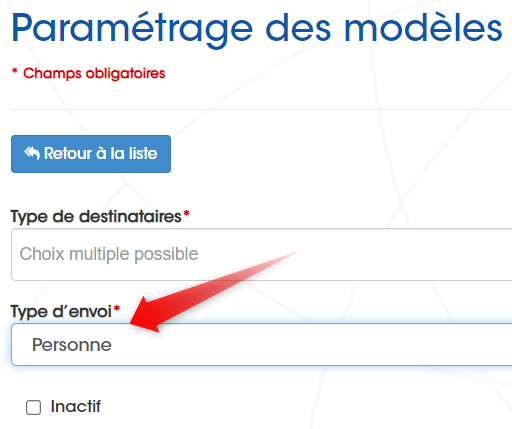 Paramétrage des modèles
* Champs obligatoires
Retour à la liste
Type de destinataires*
Choix multiple possible
Type d'envoi*
Personne
Inactif